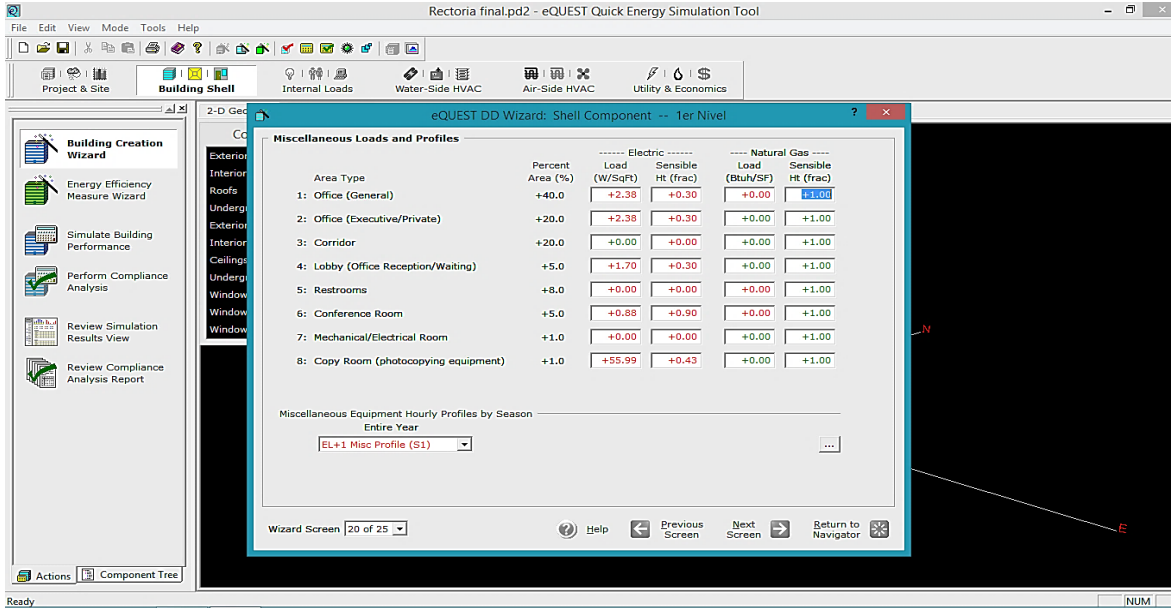 Rectoria final.pd2 - eQUEST Quick Energy Simulation Tool
File Edit View Mode Tools Help
Project & Site Building Shell Internal Loads Water-Side HVAC Air-Side HVAC Utility & Economics
Building Creation Wizard
Energy Efficiency Measure Wizard
Simulate Building Performance
Perform Compliance Analysis
Review Simulation Results View
Review Compliance Analysis Report
Actions Component Tree
2-D Geo
Co
Exterior
Interior
Roofs
Undergr
Exterior
Interior
Ceilings
Undergr
Window
Window
Window
eQUEST DD Wizard: Shell Component -- 1er Nivel ? ×
Miscellaneous Loads and Profiles
------ Electric ------ ---- Natural Gas ----
Percent Load Sensible Load Sensible
Area Type Area (%) (W/SqFt) Ht (frac) (Btuh/SF) Ht (frac)
1: Office (General) +40.0 +2.38 +0.30 +0.00 +1.00
2: Office (Executive/Private) +20.0 +2.38 +0.30 +0.00 +1.00
3: Corridor +20.0 +0.00 +0.00 +0.00 +1.00
4: Lobby (Office Reception/Waiting) +5.0 +1.70 +0.30 +0.00 +1.00
5: Restrooms +8.0 +0.00 +0.00 +0.00 +1.00
6: Conference Room +5.0 +0.88 +0.90 +0.00 +1.00
7: Mechanical/Electrical Room +1.0 +0.00 +0.00 +0.00 +1.00
8: Copy Room (photocopying equipment) +1.0 +55.99 +0.43 +0.00 +1.00
Miscellaneous Equipment Hourly Profiles by Season
Entire Year
EL+1 Misc Profile (S1) ...
Wizard Screen 20 of 25 Help Previous Screen Next Screen Return to Navigator
N
E
Ready NUM